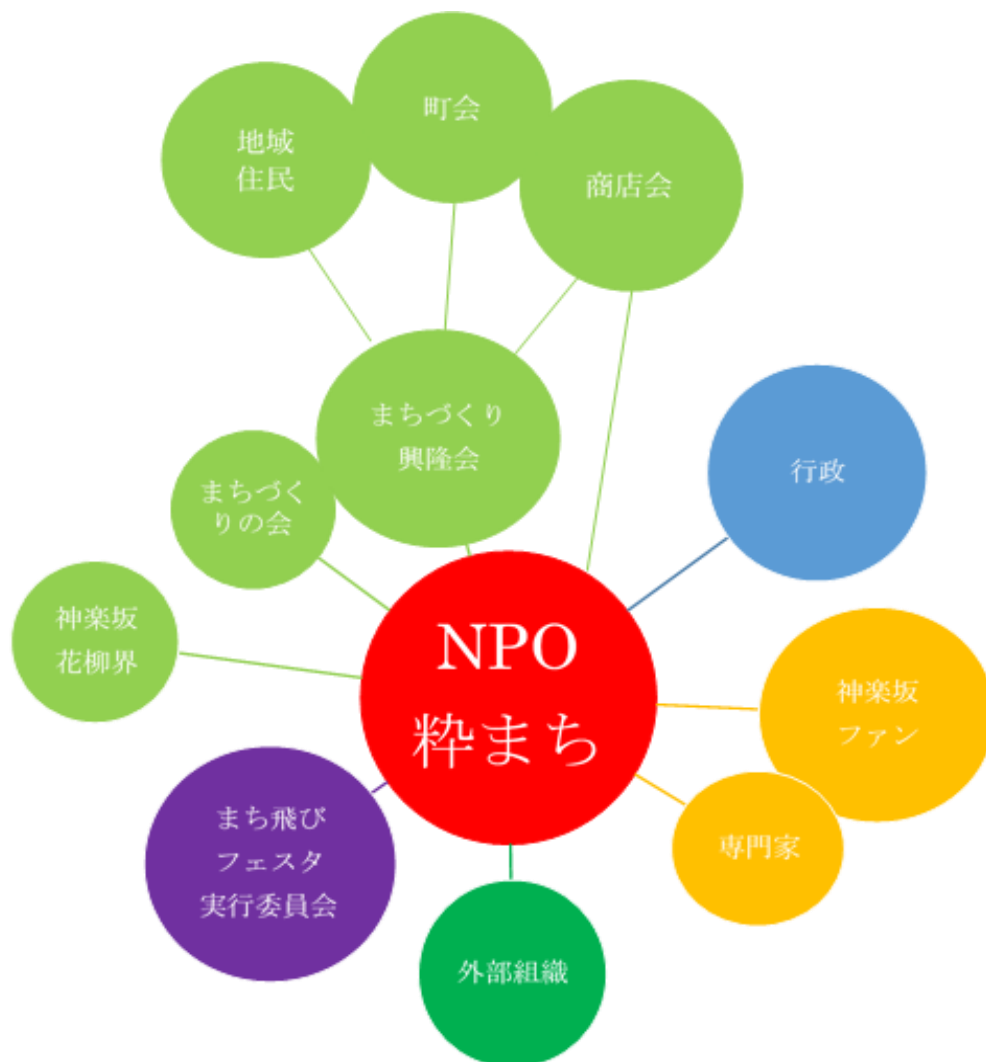 町会
地域
住民
商店会
まちづくり
興隆会
行政
まちづく
りの会
神楽坂
花柳界
NPO
粋まち
神楽坂
ファン
まち飛び
フェスタ
実行委員会
専門家
外部組織